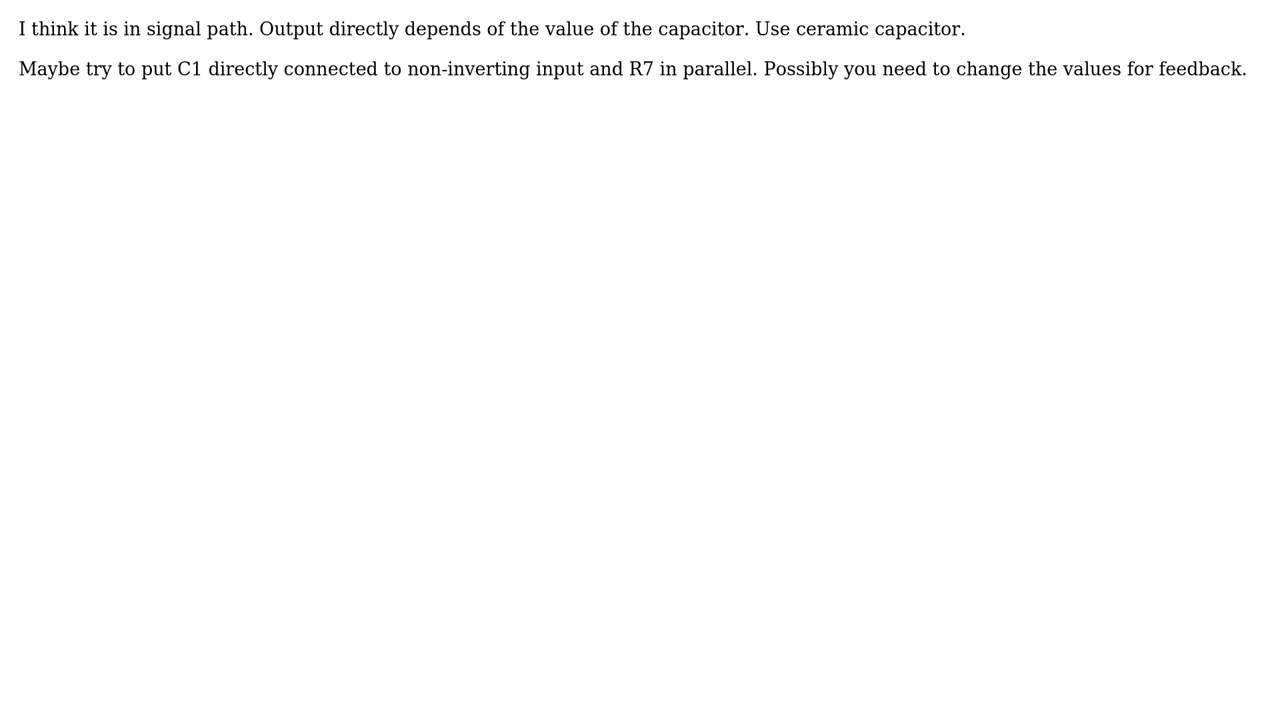 I think it is in signal path. Output directly depends of the value of the capacitor. Use ceramic capacitor.
Maybe try to put C1 directly connected to non-inverting input and R7 in parallel. Possibly you need to change the values for feedback.